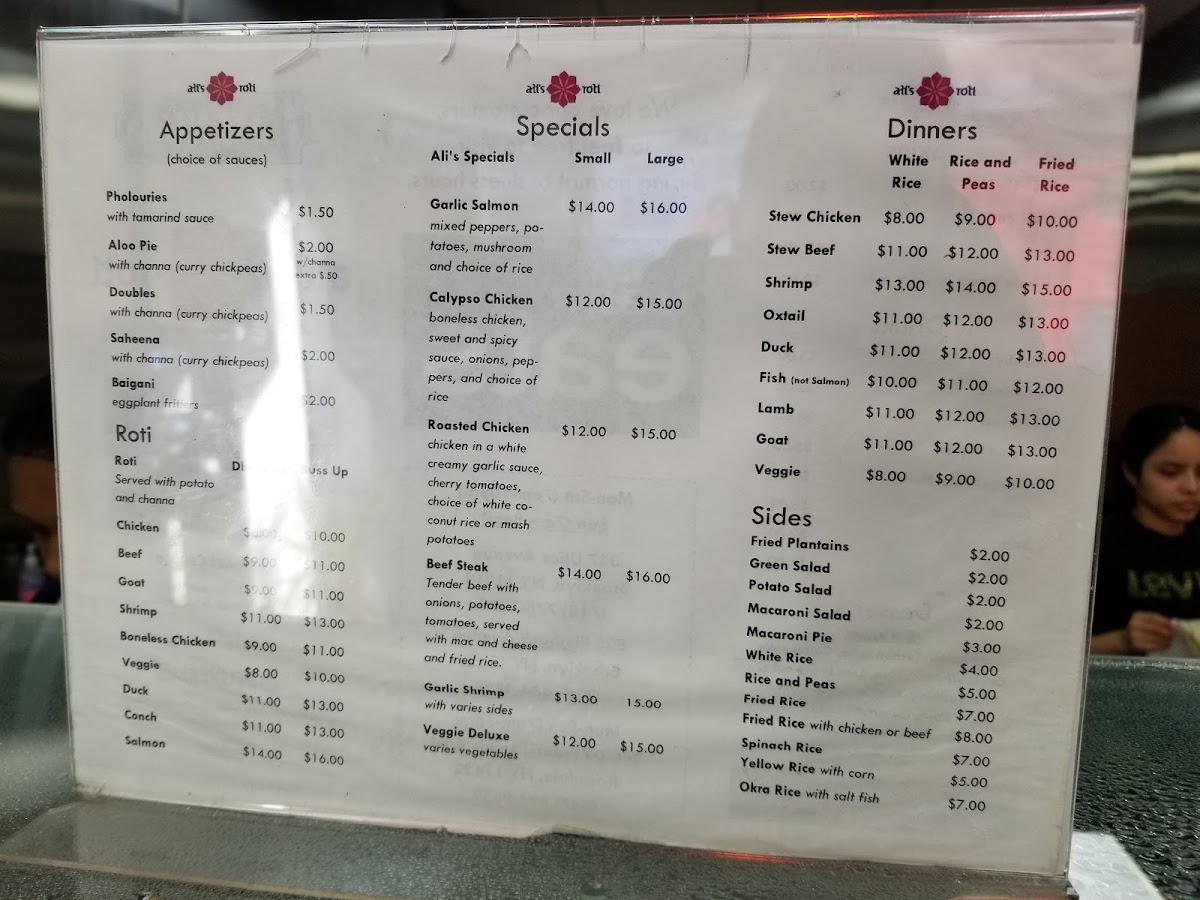 ali's roti
Appetizers
(choice of sauces)
Pholouries
with tamarind sauce $1.50
Aloo Pie $2.00
with channa (curry chickpeas) w/channa
extra $.50
Doubles
with channa (curry chickpeas) $1.50
Saheena
with channa (curry chickpeas) $2.00
Baigani
eggplant fritters $2.00
Roti
Roti Buss Up
Served with potato
and channa
Chicken $8.00 $10.00
Beef $9.00 $11.00
Goat $9.00 $11.00
Shrimp $11.00 $13.00
Boneless Chicken $9.00 $11.00
Veggie $8.00 $10.00
Duck $11.00 $13.00
Conch $11.00 $13.00
Salmon $14.00 $16.00
ali's roti
Specials
Ali's Specials Small Large
Garlic Salmon $14.00 $16.00
mixed peppers, po-
tatoes, mushroom
and choice of rice
Calypso Chicken $12.00 $15.00
boneless chicken,
sweet and spicy
sauce, onions, pep-
pers, and choice of
rice
Roasted Chicken $12.00 $15.00
chicken in a white
creamy garlic sauce,
cherry tomatoes,
choice of white co-
conut rice or mash
potatoes
Beef Steak $14.00 $16.00
Tender beef with
onions, potatoes,
tomatoes, served
with mac and cheese
and fried rice.
Garlic Shrimp $13.00 15.00
with varies sides
Veggie Deluxe $12.00 $15.00
varies vegetables
ali's roti
Dinners
White Rice and Fried
Rice Peas Rice
Stew Chicken $8.00 $9.00 $10.00
Stew Beef $11.00 $12.00 $13.00
Shrimp $13.00 $14.00 $15.00
Oxtail $11.00 $12.00 $13.00
Duck $11.00 $12.00 $13.00
Fish (not Salmon) $10.00 $11.00 $12.00
Lamb $11.00 $12.00 $13.00
Goat $11.00 $12.00 $13.00
Veggie $8.00 $9.00 $10.00
Sides
Fried Plantains $2.00
Green Salad $2.00
Potato Salad $2.00
Macaroni Salad $2.00
Macaroni Pie $3.00
White Rice $4.00
Rice and Peas $5.00
Fried Rice $7.00
Fried Rice with chicken or beef $8.00
Spinach Rice $7.00
Yellow Rice with corn $5.00
Okra Rice with salt fish $7.00